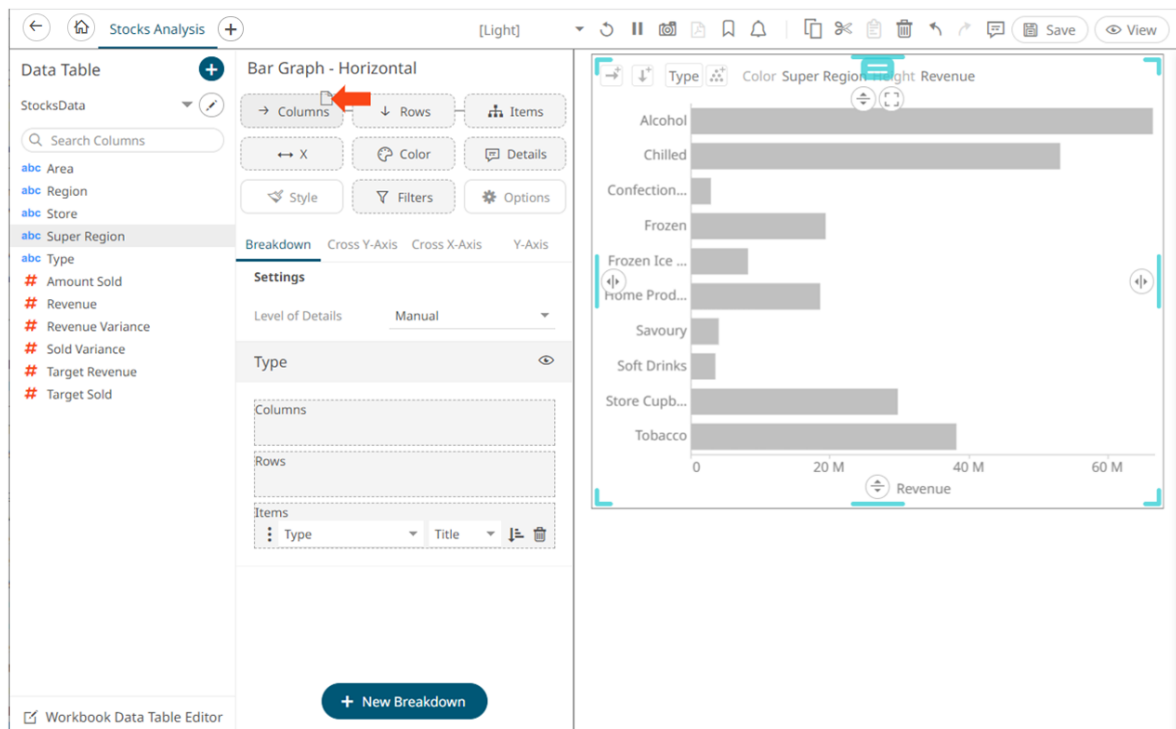 Stocks Analysis
[Light]
Save
View
Data Table
StocksData
Search Columns
abc Area
abc Region
abc Store
abc Super Region
abc Type
# Amount Sold
# Revenue
# Revenue Variance
# Sold Variance
# Target Revenue
# Target Sold
Workbook Data Table Editor
Bar Graph - Horizontal
Columns Rows Items
X Color Details
Style Filters Options
Breakdown Cross Y-Axis Cross X-Axis Y-Axis
Settings
Level of Details Manual
Type
Columns
Rows
Items
Type Title
+ New Breakdown
Type Color Super Region Height Revenue
Alcohol
Chilled
Confection...
Frozen
Frozen Ice ...
Home Prod...
Savoury
Soft Drinks
Store Cupb...
Tobacco
0 20 M 40 M 60 M
Revenue